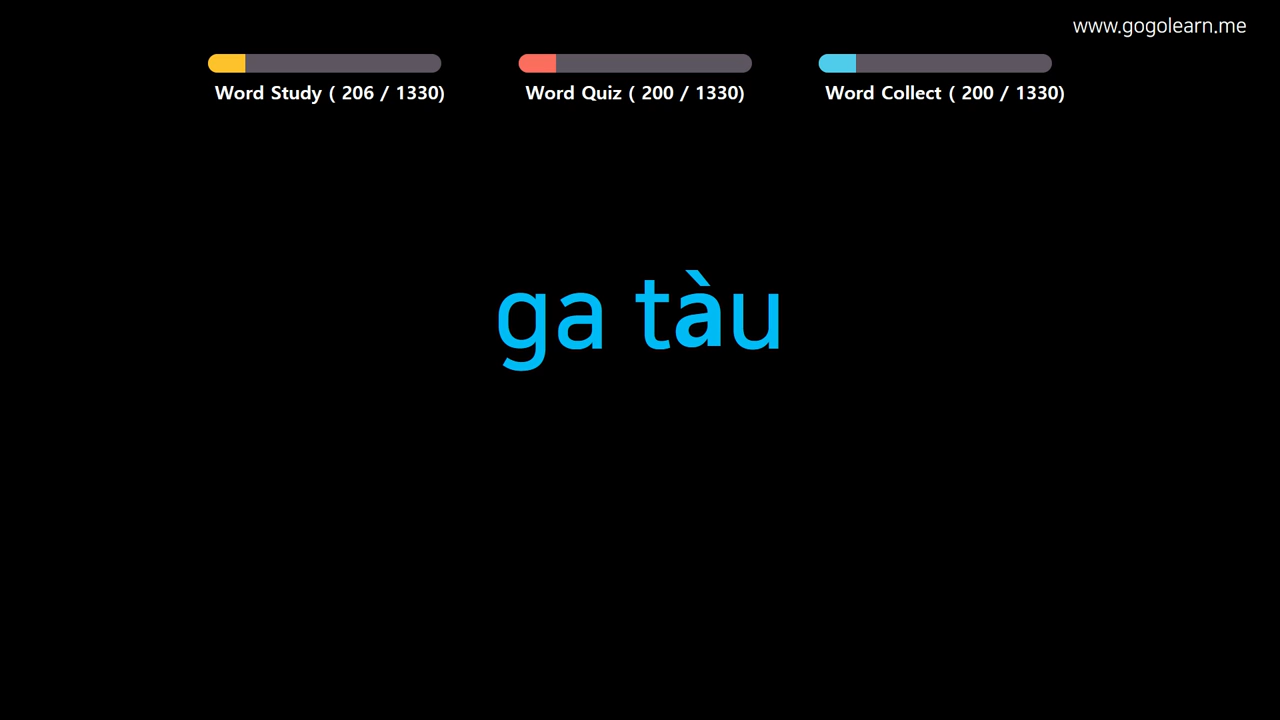 www.gogolearn.me
Word Study ( 206 / 1330)
Word Quiz ( 200 / 1330)
Word Collect ( 200 / 1330)
ga tàu